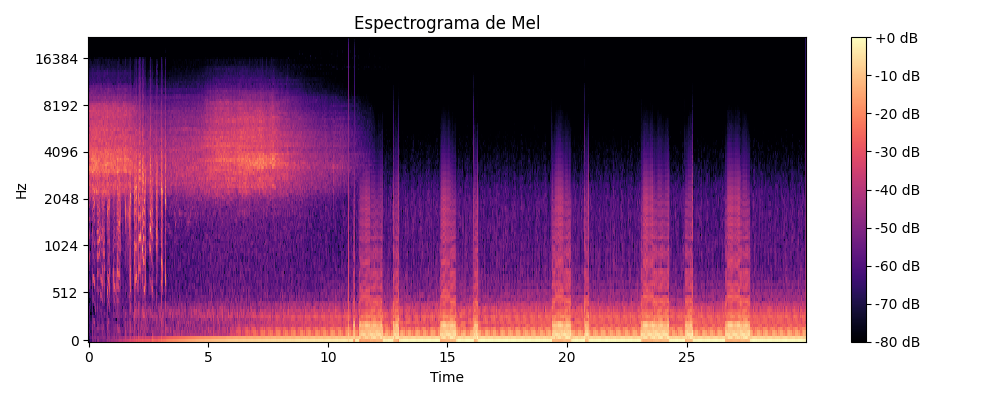 Espectrograma de Mel
Hz
16384
8192
4096
2048
1024
512
0
0 5 10 15 20 25
Time
+0 dB
-10 dB
-20 dB
-30 dB
-40 dB
-50 dB
-60 dB
-70 dB
-80 dB